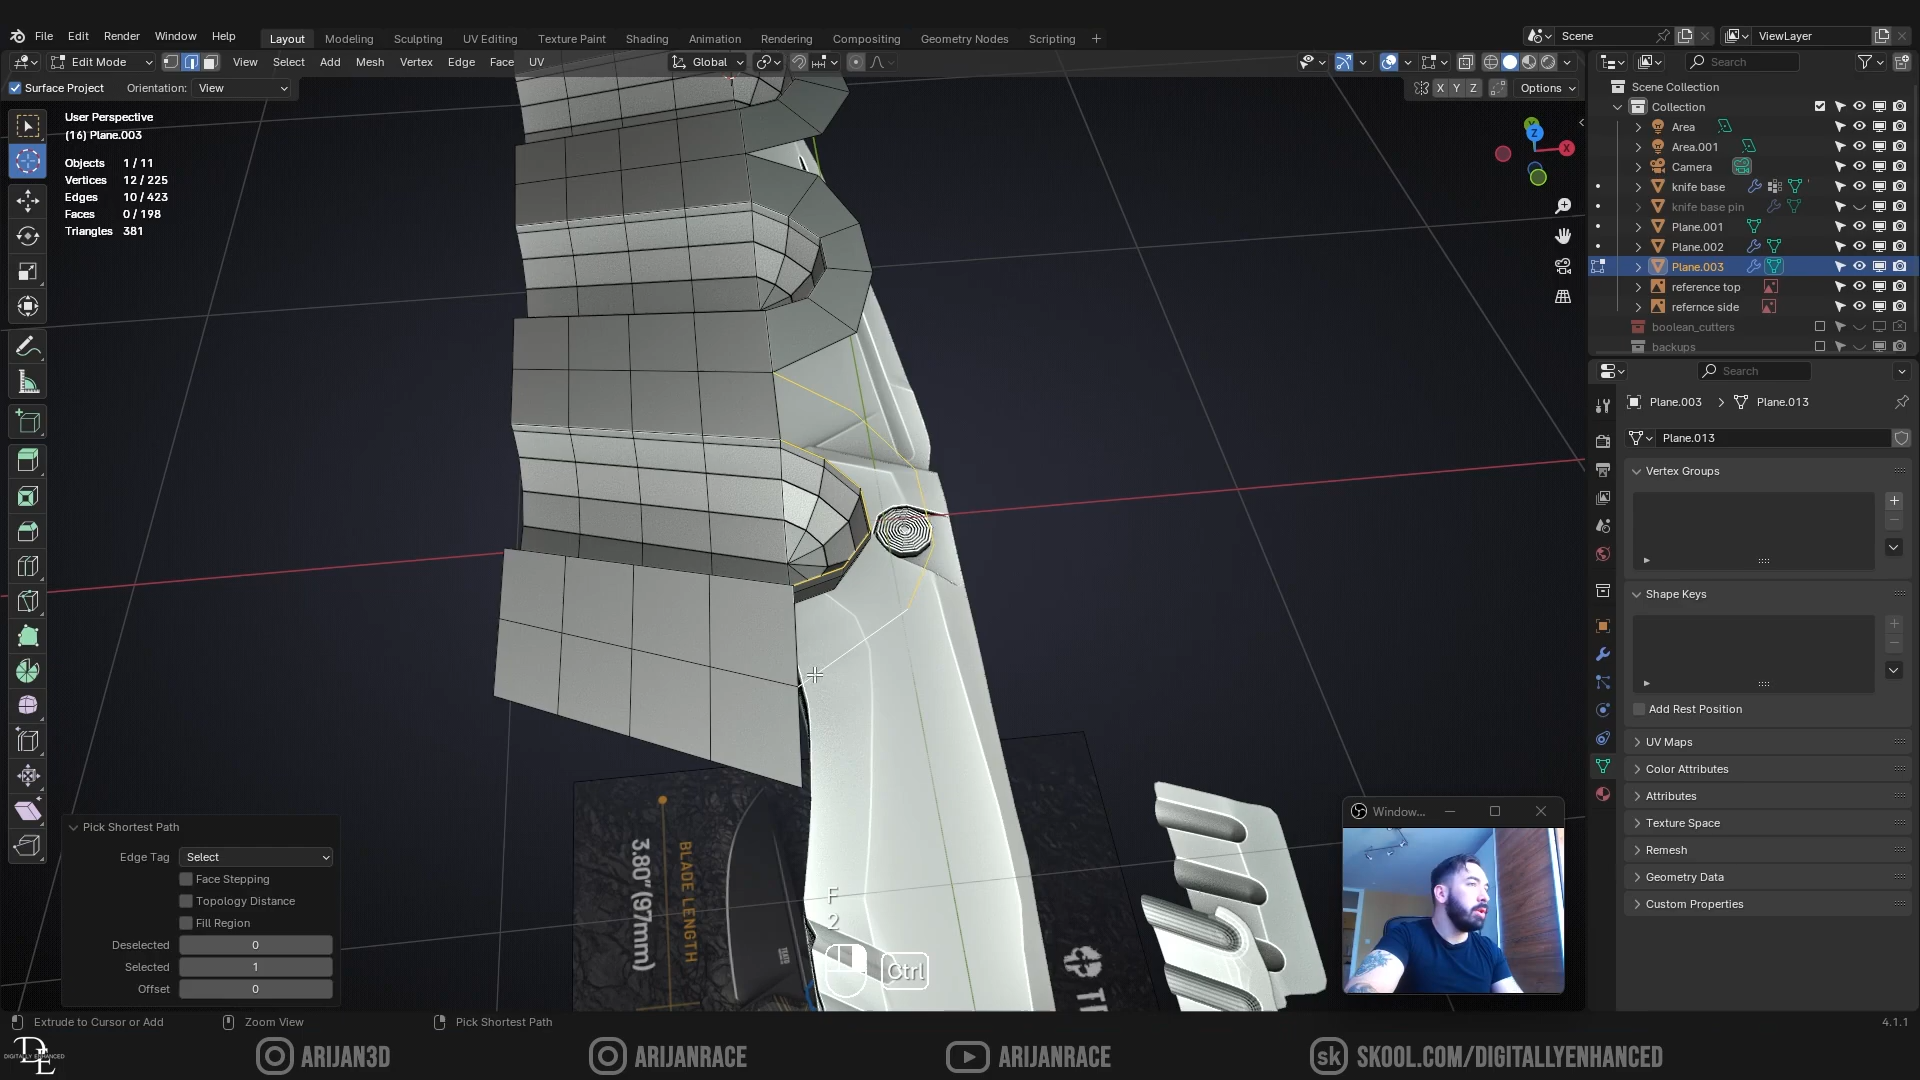 File Edit Render Window Help Layout Modeling Sculpting UV Editing Texture Paint Shading Animation Rendering Compositing Geometry Nodes Scripting + Scene ViewLayer
Edit Mode View Select Add Mesh Vertex Edge Face UV Global Search
Surface Project Orientation: View X Y Z Options
User Perspective
(16) Plane.003
Objects 1 / 11
Vertices 12 / 225
Edges 10 / 423
Faces 0 / 198
Triangles 381
Z
X
Scene Collection
Collection
Area
Area.001
Camera
knife base
knife base pin
Plane.001
Plane.002
Plane.003
reference top
refernce side
boolean_cutters
backups
Search
Plane.003 > Plane.013
Plane.013
Vertex Groups
Shape Keys
Add Rest Position
UV Maps
Color Attributes
Attributes
Texture Space
Remesh
Geometry Data
Custom Properties
Pick Shortest Path
Edge Tag Select
Face Stepping
Topology Distance
Fill Region
Deselected 0
Selected 1
Offset 0
3.80"(97mm)
BLADE LENGTH
F
2
Ctrl
Window...
Extrude to Cursor or Add Zoom View Pick Shortest Path 4.1.1
DE
DIGITALLY ENHANCED
ARIJAN3D ARIJANRACE ARIJANRACE sk SKOOL.COM/DIGITALLYENHANCED